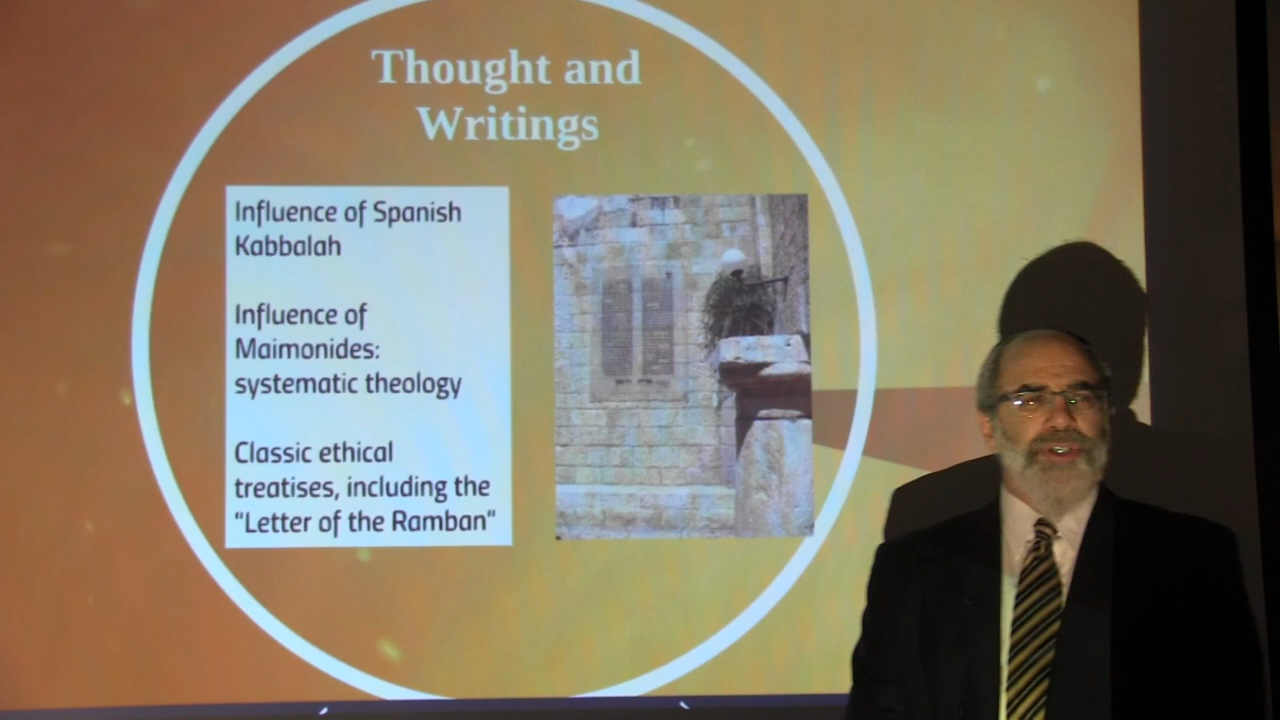 Thought and
Writings
Influence of Spanish
Kabbalah
Influence of
Maimonides:
systematic theology
Classic ethical
treatises, including the
"Letter of the Ramban"